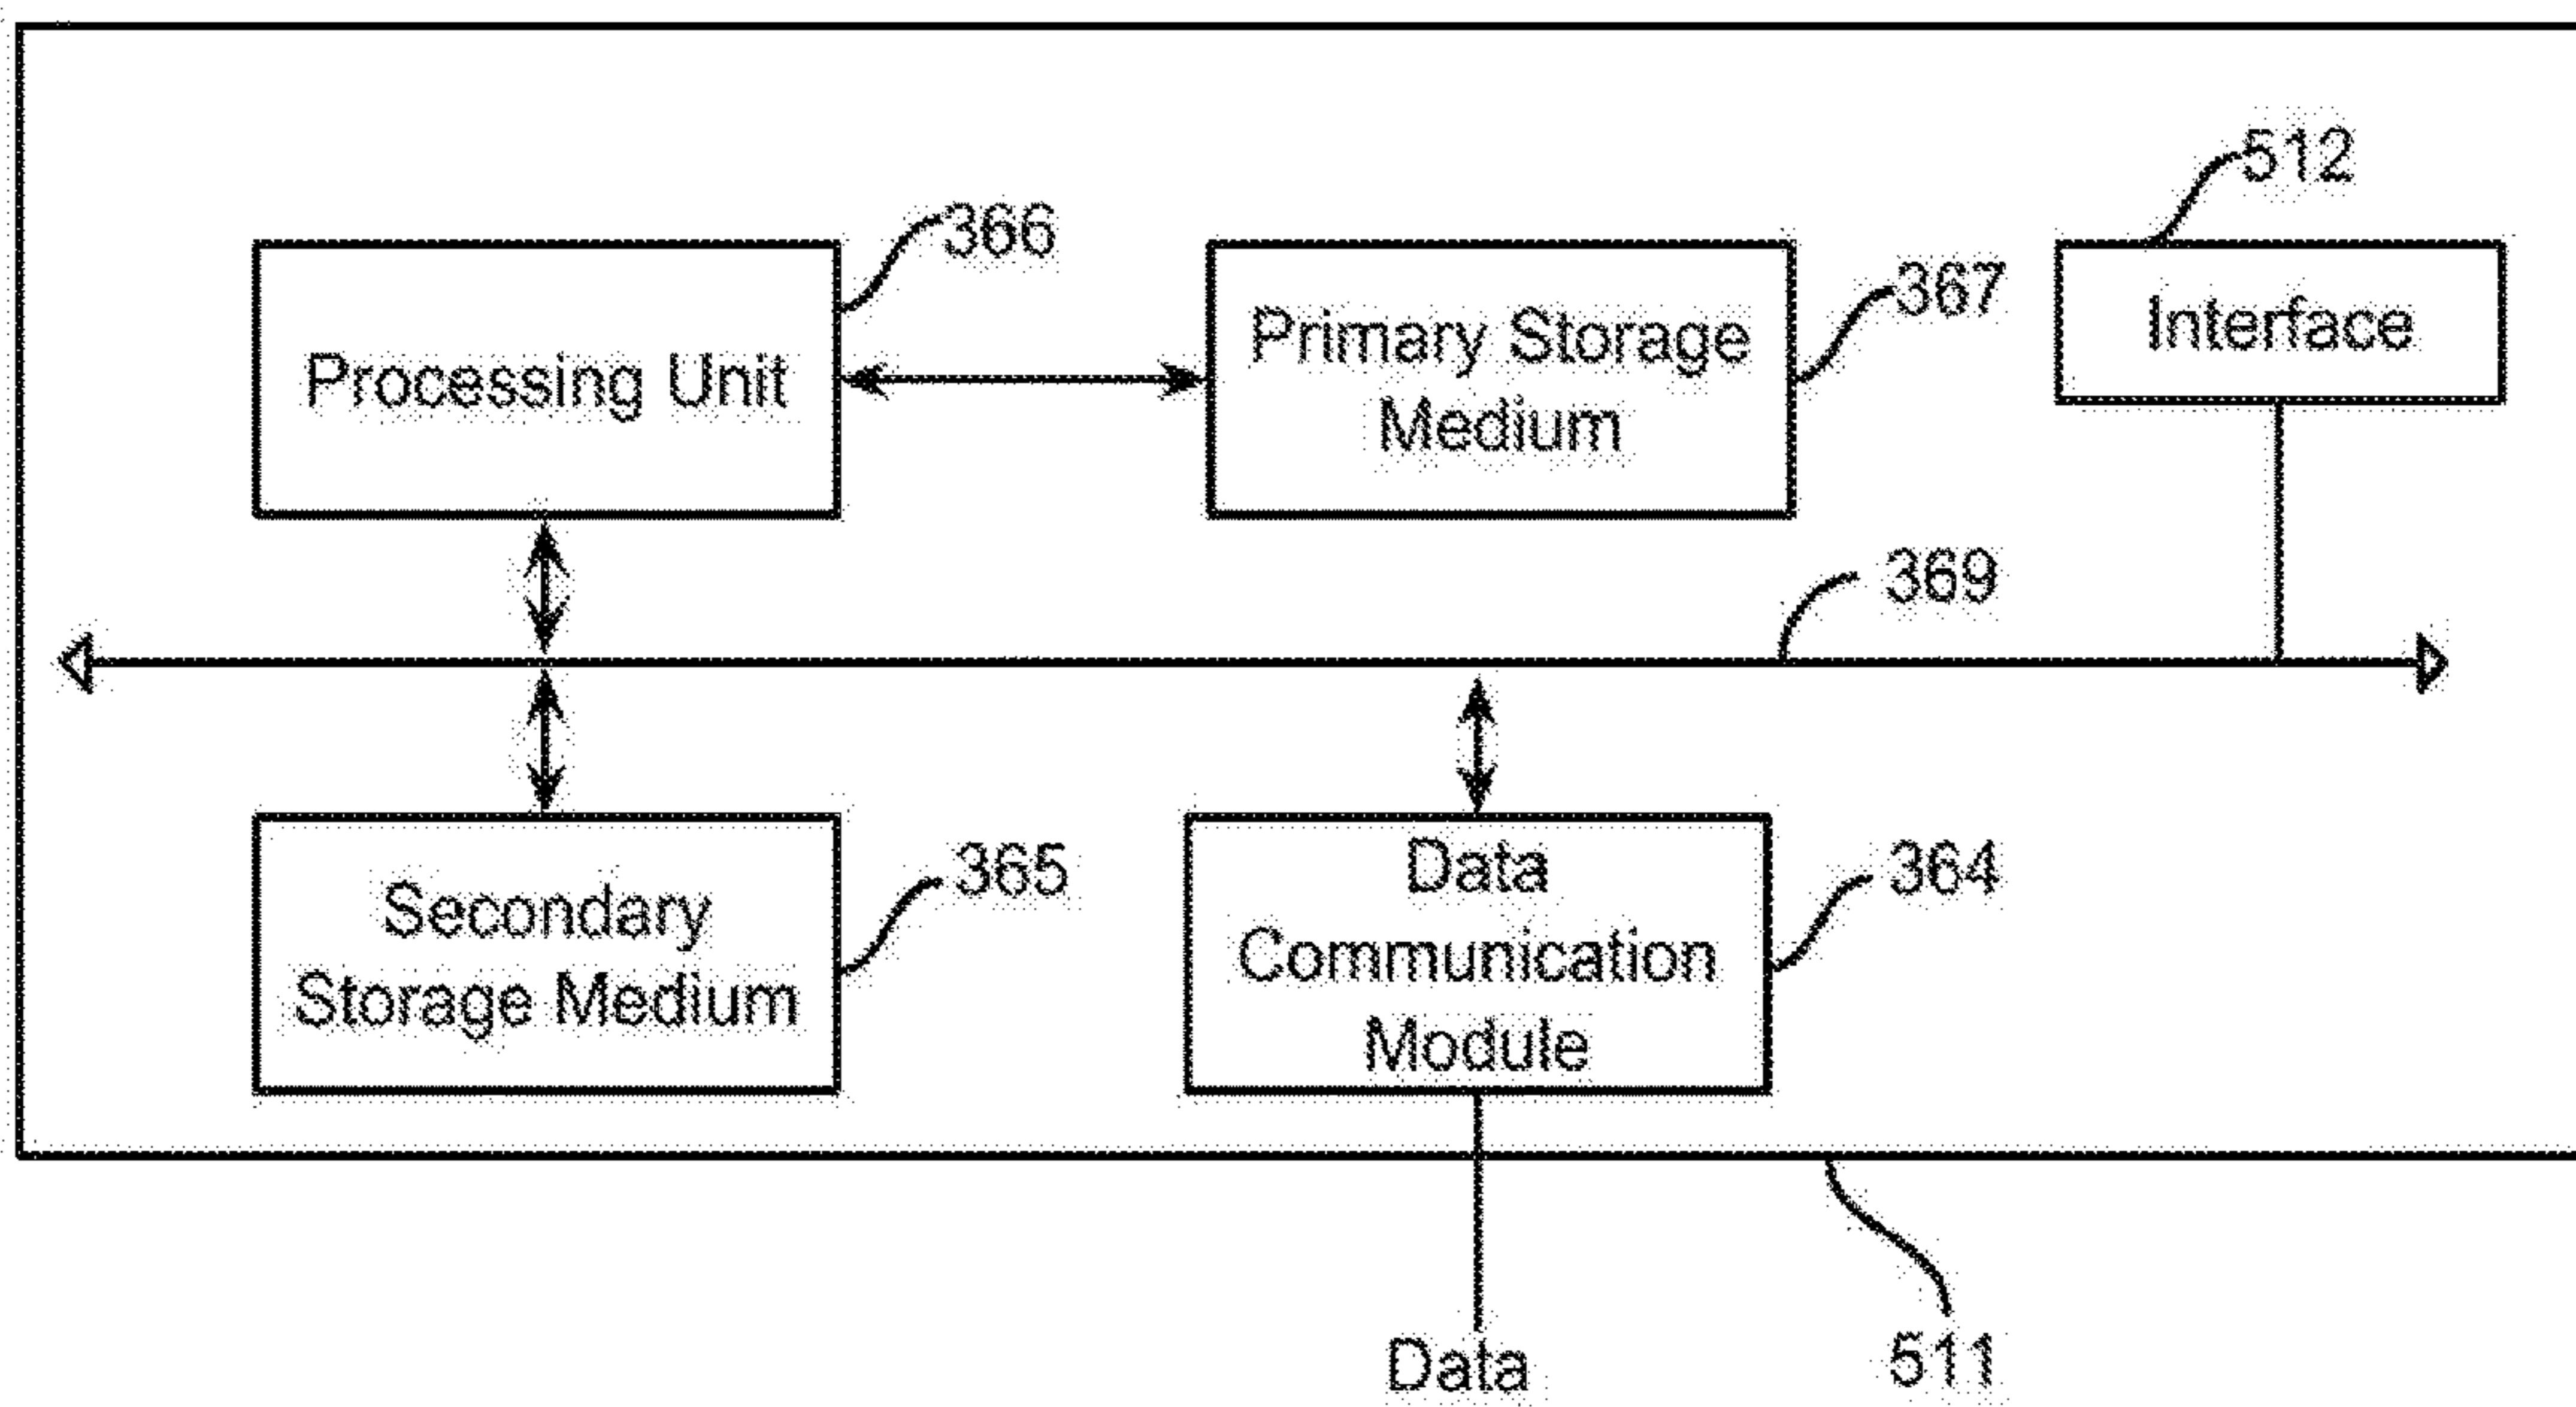 512
366
367
Processing Unit
Primary Storage
Medium
Interface
369
365
364
Secondary
Storage Medium
Data
Communication
Module
Data
511